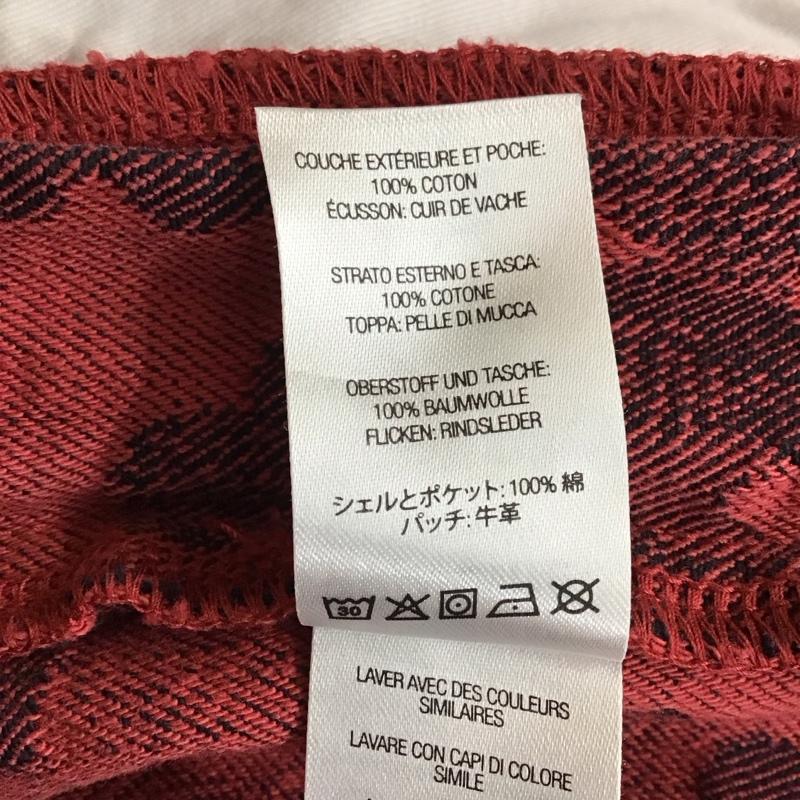 COUCHE EXTÉRIEURE ET POCHE:
100% COTON
ÉCUSSON: CUIR DE VACHE
STRATO ESTERNO E TASCA:
100% COTONE
TOPPA: PELLE DI MUCCA
OBERSTOFF UND TASCHE:
100% BAUMWOLLE
FLICKEN: RINDSLEDER
シェルとポケット: 100% 綿
パッチ: 牛革
30
LAVER AVEC DES COULEURS
SIMILAIRES
LAVARE CON CAPI DI COLORE
SIMILE